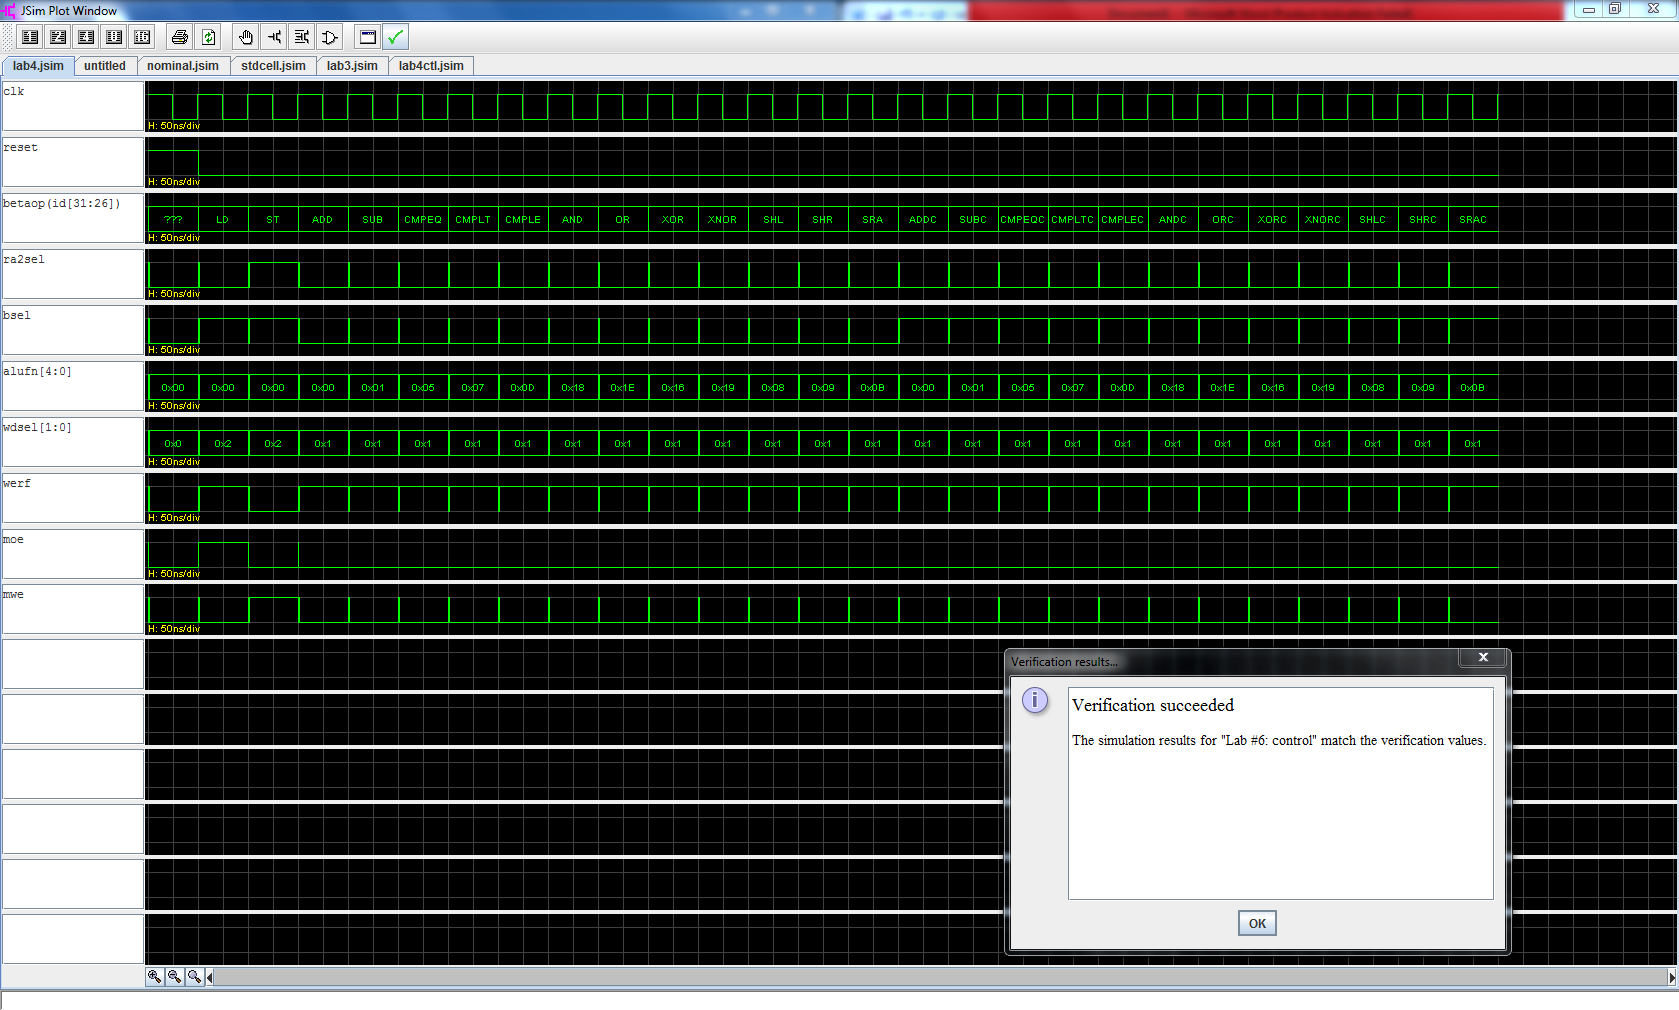 JSim Plot Window
lab4.jsim untitled nominal.jsim stdcell.jsim lab3.jsim lab4ctl.jsim
clk
H: 50ns/div
reset
H: 50ns/div
betaop(id[31:26])
??? LD ST ADD SUB CMPEQ CMPLT CMPLE AND OR XOR XNOR SHL SHR SRA ADDC SUBC CMPEQC CMPLTC CMPLEC ANDC ORC XORC XNORC SHLC SHRC SRAC
H: 50ns/div
ra2sel
H: 50ns/div
bsel
H: 50ns/div
alufn[4:0]
0x00 0x00 0x00 0x00 0x01 0x05 0x07 0x0D 0x18 0x1E 0x16 0x19 0x08 0x09 0x0B 0x00 0x01 0x05 0x07 0x0D 0x18 0x1E 0x16 0x19 0x08 0x09 0x0B
H: 50ns/div
wdsel[1:0]
0x0 0x2 0x2 0x1 0x1 0x1 0x1 0x1 0x1 0x1 0x1 0x1 0x1 0x1 0x1 0x1 0x1 0x1 0x1 0x1 0x1 0x1 0x1 0x1 0x1 0x1 0x1
H: 50ns/div
werf
H: 50ns/div
moe
H: 50ns/div
mwe
H: 50ns/div
Verification results...
Verification succeeded
The simulation results for "Lab #6: control" match the verification values.
OK